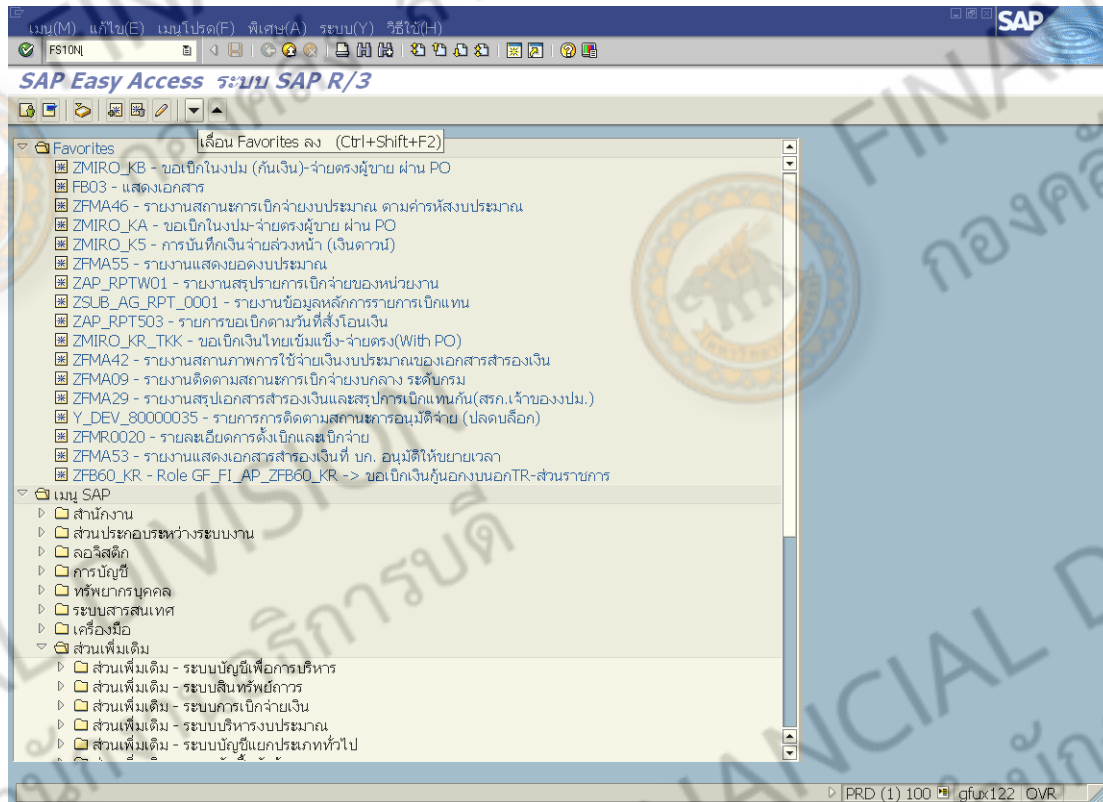 เมนู(M) แก้ไข(E) เมนูโปรด(F) พิเศษ(A) ระบบ(Y) วิธีใช้(H)
SAP
FS10N
SAP Easy Access ระบบ SAP R/3
เลื่อน Favorites ลง (Ctrl+Shift+F2)
Favorites
ZMIRO_KB - ขอเบิกในงปม (กันเงิน)-จ่ายตรงผู้ขาย ผ่าน PO
FB03 - แสดงเอกสาร
ZFMA46 - รายงานสถานะการเบิกจ่ายงบประมาณ ตามค่ารหัสงบประมาณ
ZMIRO_KA - ขอเบิกในงปม-จ่ายตรงผู้ขาย ผ่าน PO
ZMIRO_K5 - การบันทึกเงินจ่ายล่วงหน้า (เงินดาวน์)
ZFMA55 - รายงานแสดงยอดงบประมาณ
ZAP_RPTW01 - รายงานสรุปรายการเบิกจ่ายของหน่วยงาน
ZSUB_AG_RPT_0001 - รายงานข้อมูลหลักการรายการเบิกแทน
ZAP_RPT503 - รายการขอเบิกตามวันที่สั่งโอนเงิน
ZMIRO_KR_TKK - ขอเบิกเงินไทยเข้มแข็ง-จ่ายตรง(With PO)
ZFMA42 - รายงานสถานภาพการใช้จ่ายเงินงบประมาณของเอกสารสำรองเงิน
ZFMA09 - รายงานติดตามสถานะการเบิกจ่ายงบกลาง ระดับกรม
ZFMA29 - รายงานสรุปเอกสารสำรองเงินและสรุปการเบิกแทนกัน(สรก.เจ้าของงปม.)
Y_DEV_80000035 - รายการการติดตามสถานะการอนุมัติจ่าย (ปลดบล็อก)
ZFMR0020 - รายละเอียดการตั้งเบิกและเบิกจ่าย
ZFMA53 - รายงานแสดงเอกสารสำรองเงินที่ บก. อนุมัติให้ขยายเวลา
ZFB60_KR - Role GF_FI_AP_ZFB60_KR -> ขอเบิกเงินกู้นอกงบนอกTR-ส่วนราชการ
เมนู SAP
สำนักงาน
ส่วนประกอบระหว่างระบบงาน
ลอจิสติก
การบัญชี
ทรัพยากรบุคคล
ระบบสารสนเทศ
เครื่องมือ
ส่วนเพิ่มเติม
ส่วนเพิ่มเติม - ระบบบัญชีเพื่อการบริหาร
ส่วนเพิ่มเติม - ระบบสินทรัพย์ถาวร
ส่วนเพิ่มเติม - ระบบการเบิกจ่ายเงิน
ส่วนเพิ่มเติม - ระบบบริหารงบประมาณ
ส่วนเพิ่มเติม - ระบบบัญชีแยกประเภททั่วไป
PRD (1) 100 gfux122 OVR